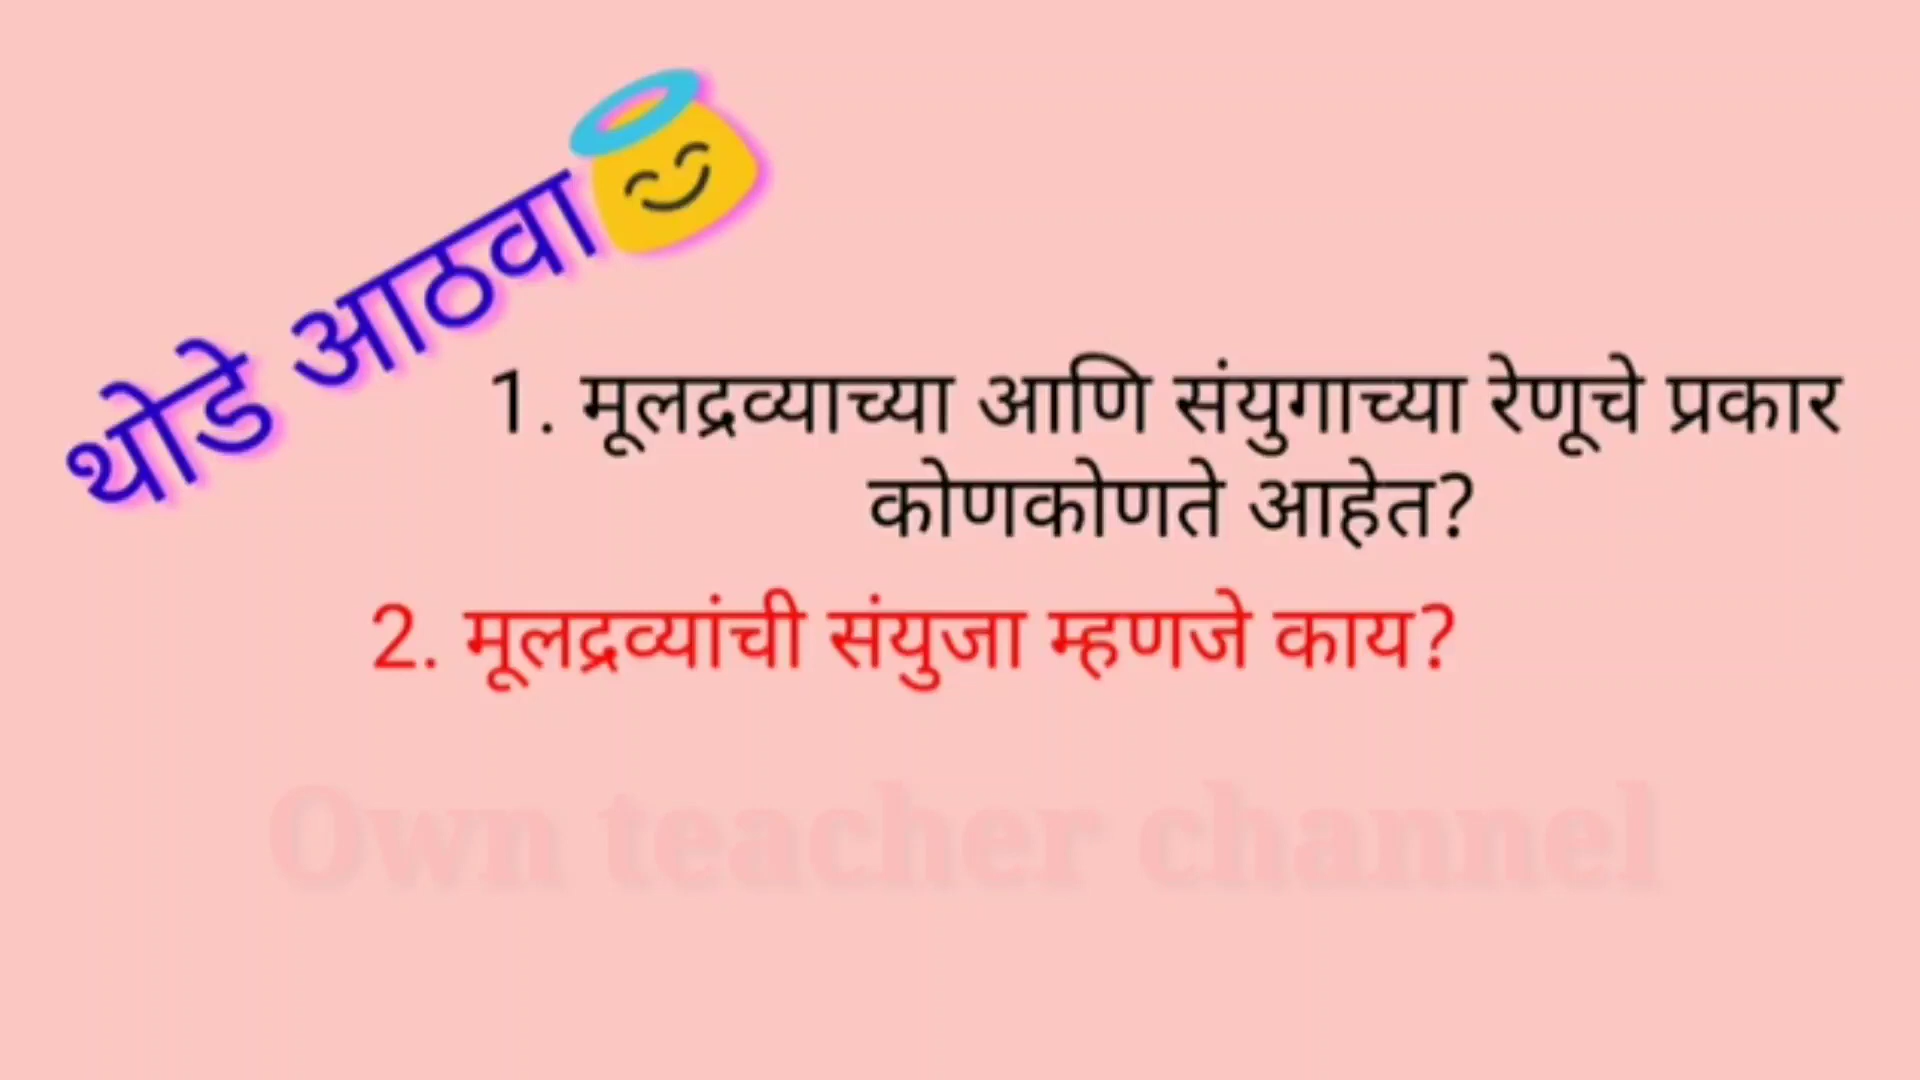 थोडे आठवा
1. मूलद्रव्याच्या आणि संयुगाच्या रेणूचे प्रकार
कोणकोणते आहेत?
2. मूलद्रव्यांची संयुजा म्हणजे काय?
Own teacher channel